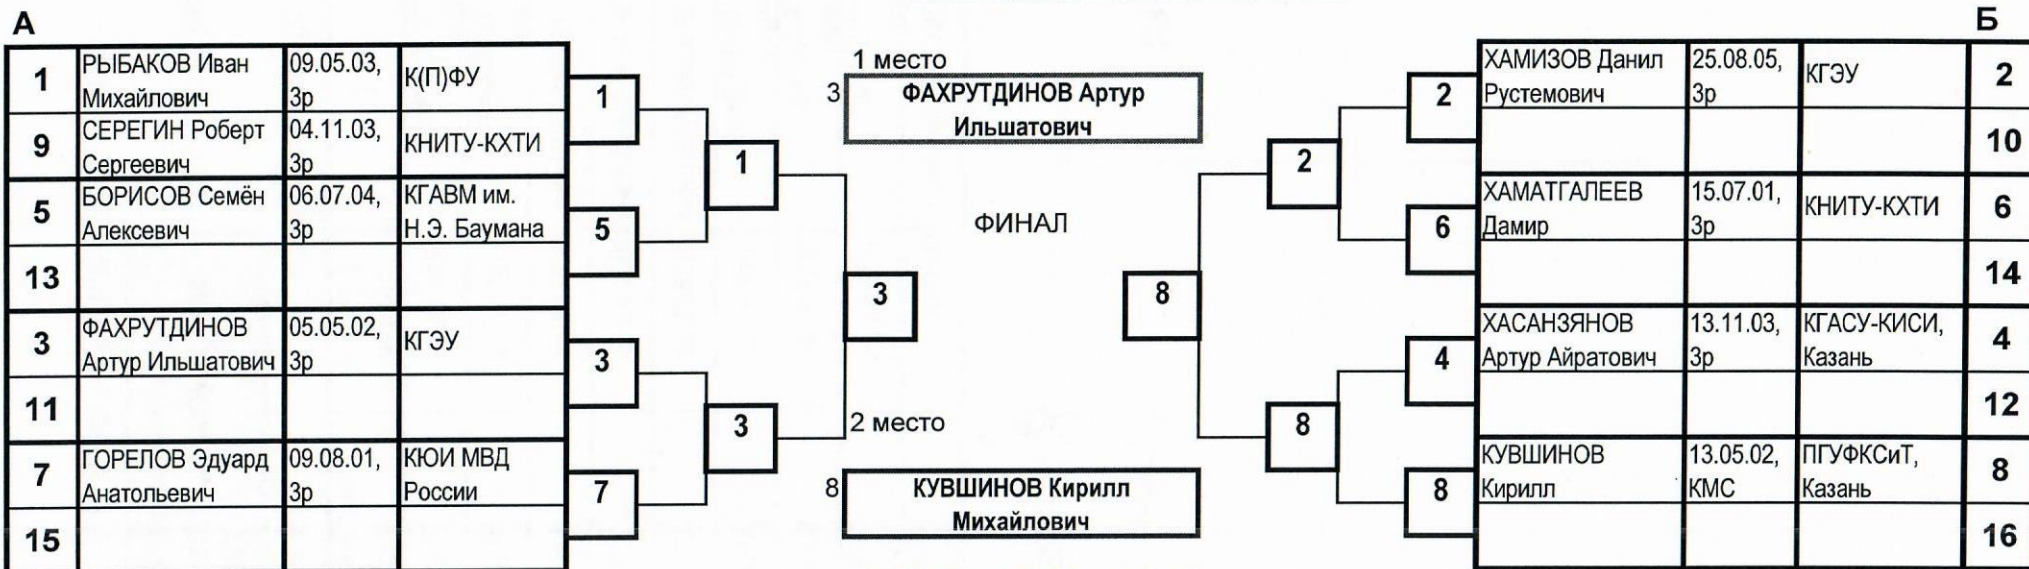 А
Б
1
РЫБАКОВ Иван
Михайлович
09.05.03,
3р
К(П)ФУ
9
СЕРЕГИН Роберт
Сергеевич
04.11.03,
3р
КНИТУ-КХТИ
5
БОРИСОВ Семён
Алексевич
06.07.04,
3р
КГАВМ им.
Н.Э. Баумана
13
3
ФАХРУТДИНОВ
Артур Ильшатович
05.05.02,
3р
КГЭУ
11
7
ГОРЕЛОВ Эдуард
Анатольевич
09.08.01,
3р
КЮИ МВД
России
15
1
5
3
7
1
3
3
1 место
3
ФАХРУТДИНОВ Артур
Ильшатович
ФИНАЛ
2 место
8
КУВШИНОВ Кирилл
Михайлович
8
2
8
2
6
4
8
ХАМИЗОВ Данил
Рустемович
25.08.05,
3р
КГЭУ
2
10
ХАМАТГАЛЕЕВ
Дамир
15.07.01,
3р
КНИТУ-КХТИ
6
14
ХАСАНЗЯНОВ
Артур Айратович
13.11.03,
3р
КГАСУ-КИСИ,
Казань
4
12
КУВШИНОВ
Кирилл
13.05.02,
КМС
ПГУФКСиТ,
Казань
8
16